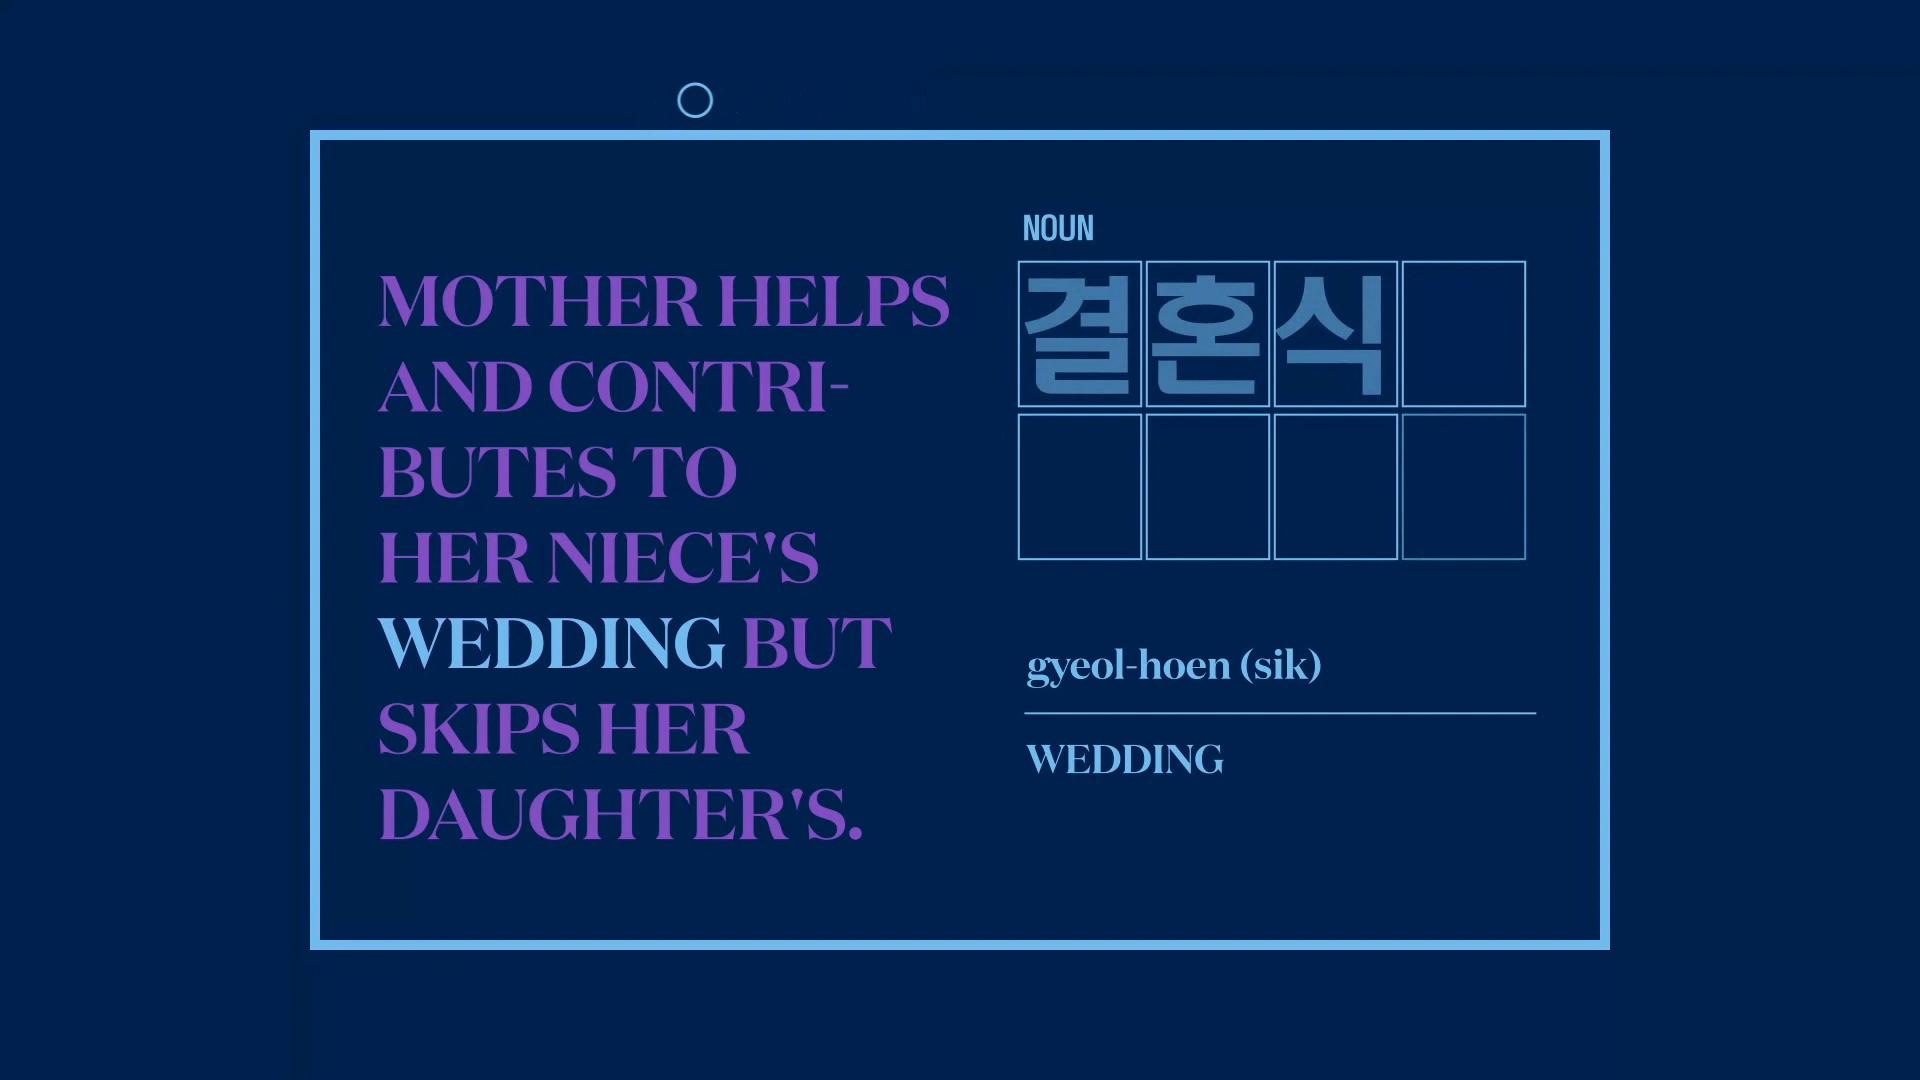 MOTHER HELPS
AND CONTRI-
BUTES TO
HER NIECE'S
WEDDING BUT
SKIPS HER
DAUGHTER'S.
NOUN
결혼식
gyeol-hoen (sik)
WEDDING